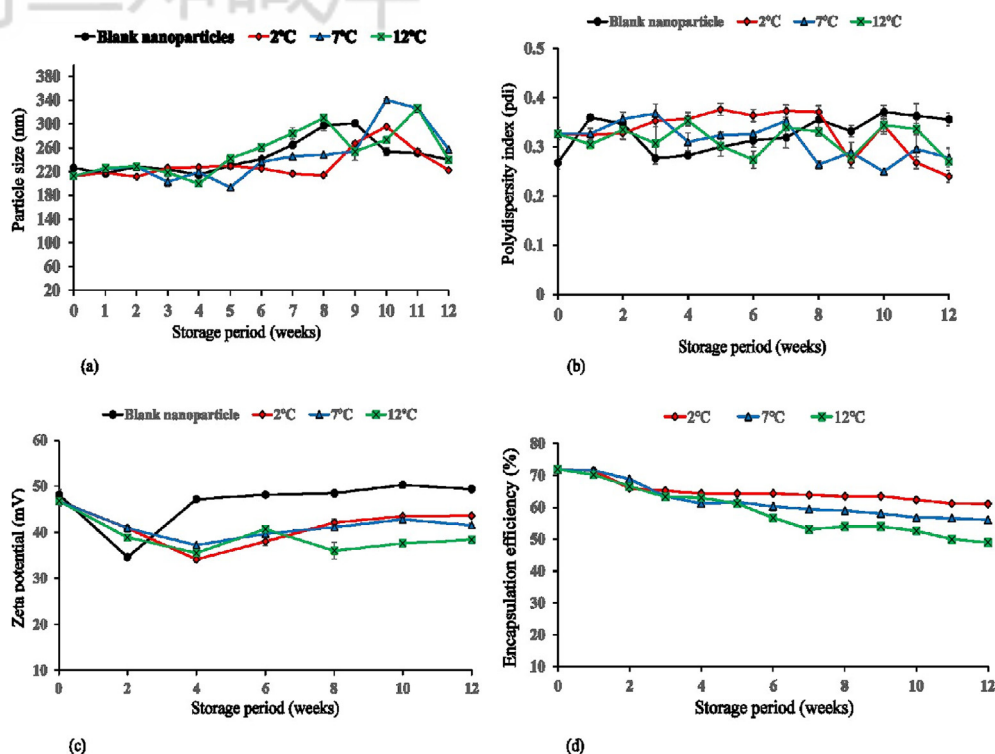 Blank nanoparticles 2°C 7°C 12°C
380
340
300
260
220
180
140
100
60
20
Particle size (nm)
0 1 2 3 4 5 6 7 8 9 10 11 12
Storage period (weeks)
(a)
Blank nanoparticle 2°C 7°C 12°C
0.5
0.4
0.3
0.2
0.1
0
Polydispersity index (pdi)
0 2 4 6 8 10 12
Storage period (weeks)
(b)
Blank nanoparticle 2°C 7°C 12°C
60
50
40
30
20
10
Zeta potential (mV)
0 2 4 6 8 10 12
Storage period (weeks)
(c)
2°C 7°C 12°C
80
70
60
50
40
30
20
10
Encapsulation efficiency (%)
0 2 4 6 8 10 12
Storage period (weeks)
(d)